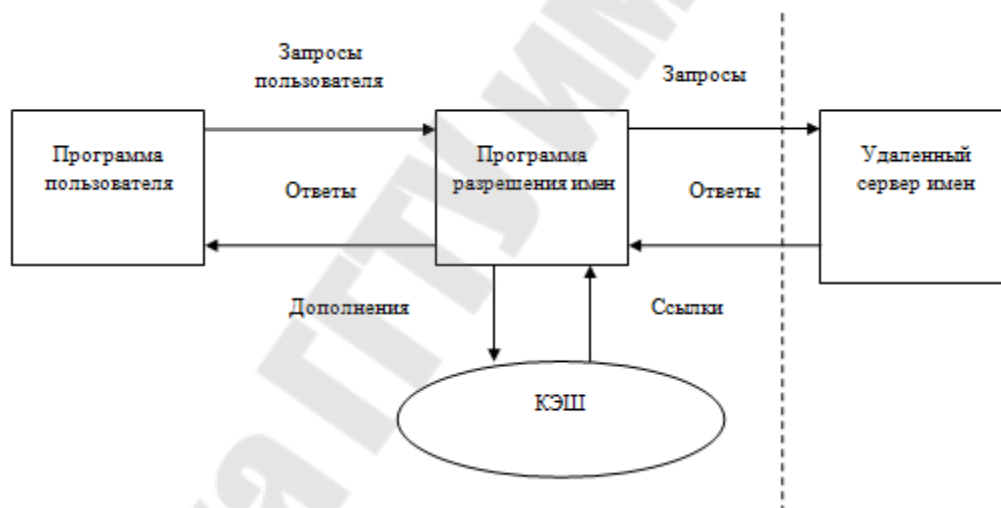 Запросы
пользователя
Запросы
Программа
пользователя
Программа
разрешения имен
Удаленный
сервер имен
Ответы
Ответы
Дополнения
Ссылки
КЭШ